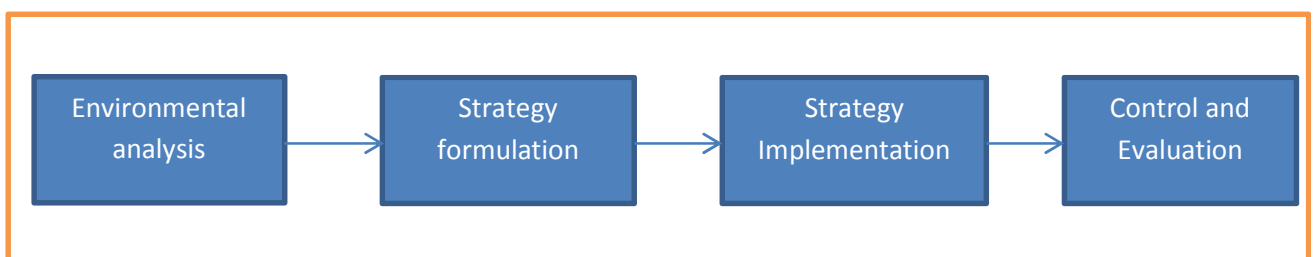 Environmental
analysis
Strategy
formulation
Strategy
Implementation
Control and
Evaluation